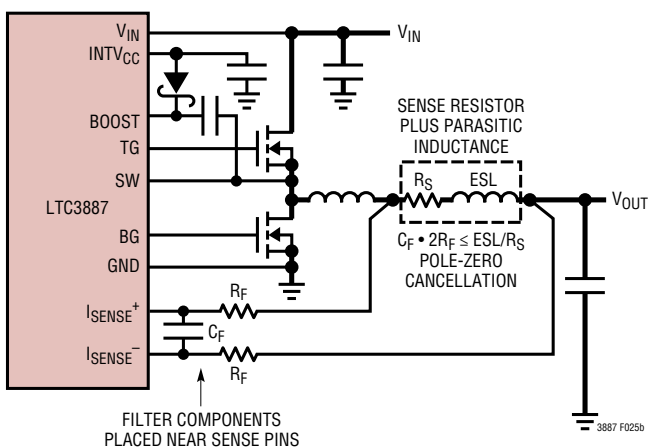 V_IN
INTV_CC
BOOST
TG
SW
LTC3887
BG
GND
I_SENSE^+
I_SENSE^−
V_IN
SENSE RESISTOR
PLUS PARASITIC
INDUCTANCE
R_S
ESL
V_OUT
C_F • 2R_F ≤ ESL/R_S
POLE-ZERO
CANCELLATION
R_F
C_F
R_F
FILTER COMPONENTS
PLACED NEAR SENSE PINS
3887 F025b